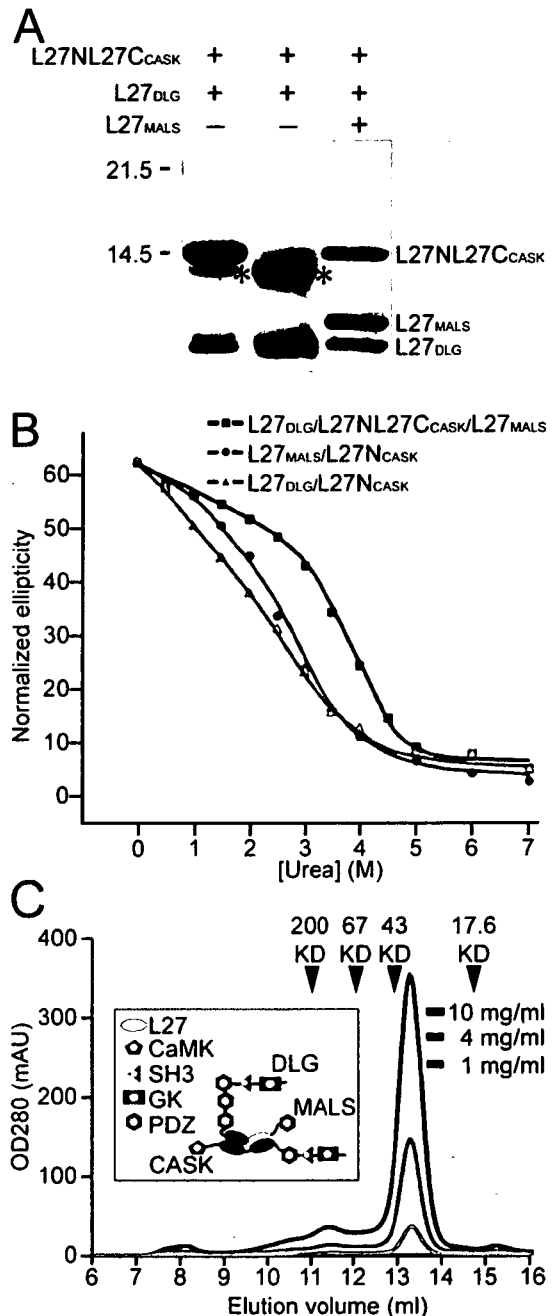 A
L27NL27CCASK + + +
L27DLG + + +
L27MALS – – +
21.5 -
14.5 -
* *
L27NL27CCASK
L27MALS
L27DLG
B
L27DLG/L27NL27CCASK/L27MALS
L27MALS/L27NCASK
L27DLG/L27NCASK
Normalized ellipticity
60
50
40
30
20
10
0
0 1 2 3 4 5 6 7
[Urea] (M)
C
200 67 43 17.6
KD KD KD KD
400
300
200
100
0
OD280 (mAU)
10 mg/ml
4 mg/ml
1 mg/ml
L27
CaMK
SH3
GK
PDZ
DLG
MALS
CASK
6 7 8 9 10 11 12 13 14 15 16
Elution volume (ml)